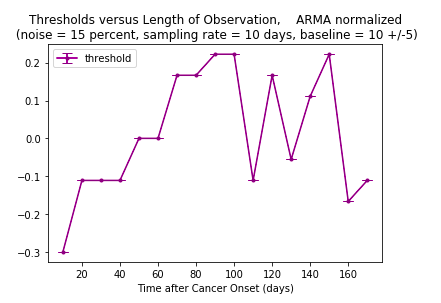 Thresholds versus Length of Observation,    ARMA normalized
(noise = 15 percent, sampling rate = 10 days, baseline = 10 +/-5)
threshold
0.2
0.1
0.0
−0.1
−0.2
−0.3
20 40 60 80 100 120 140 160
Time after Cancer Onset (days)